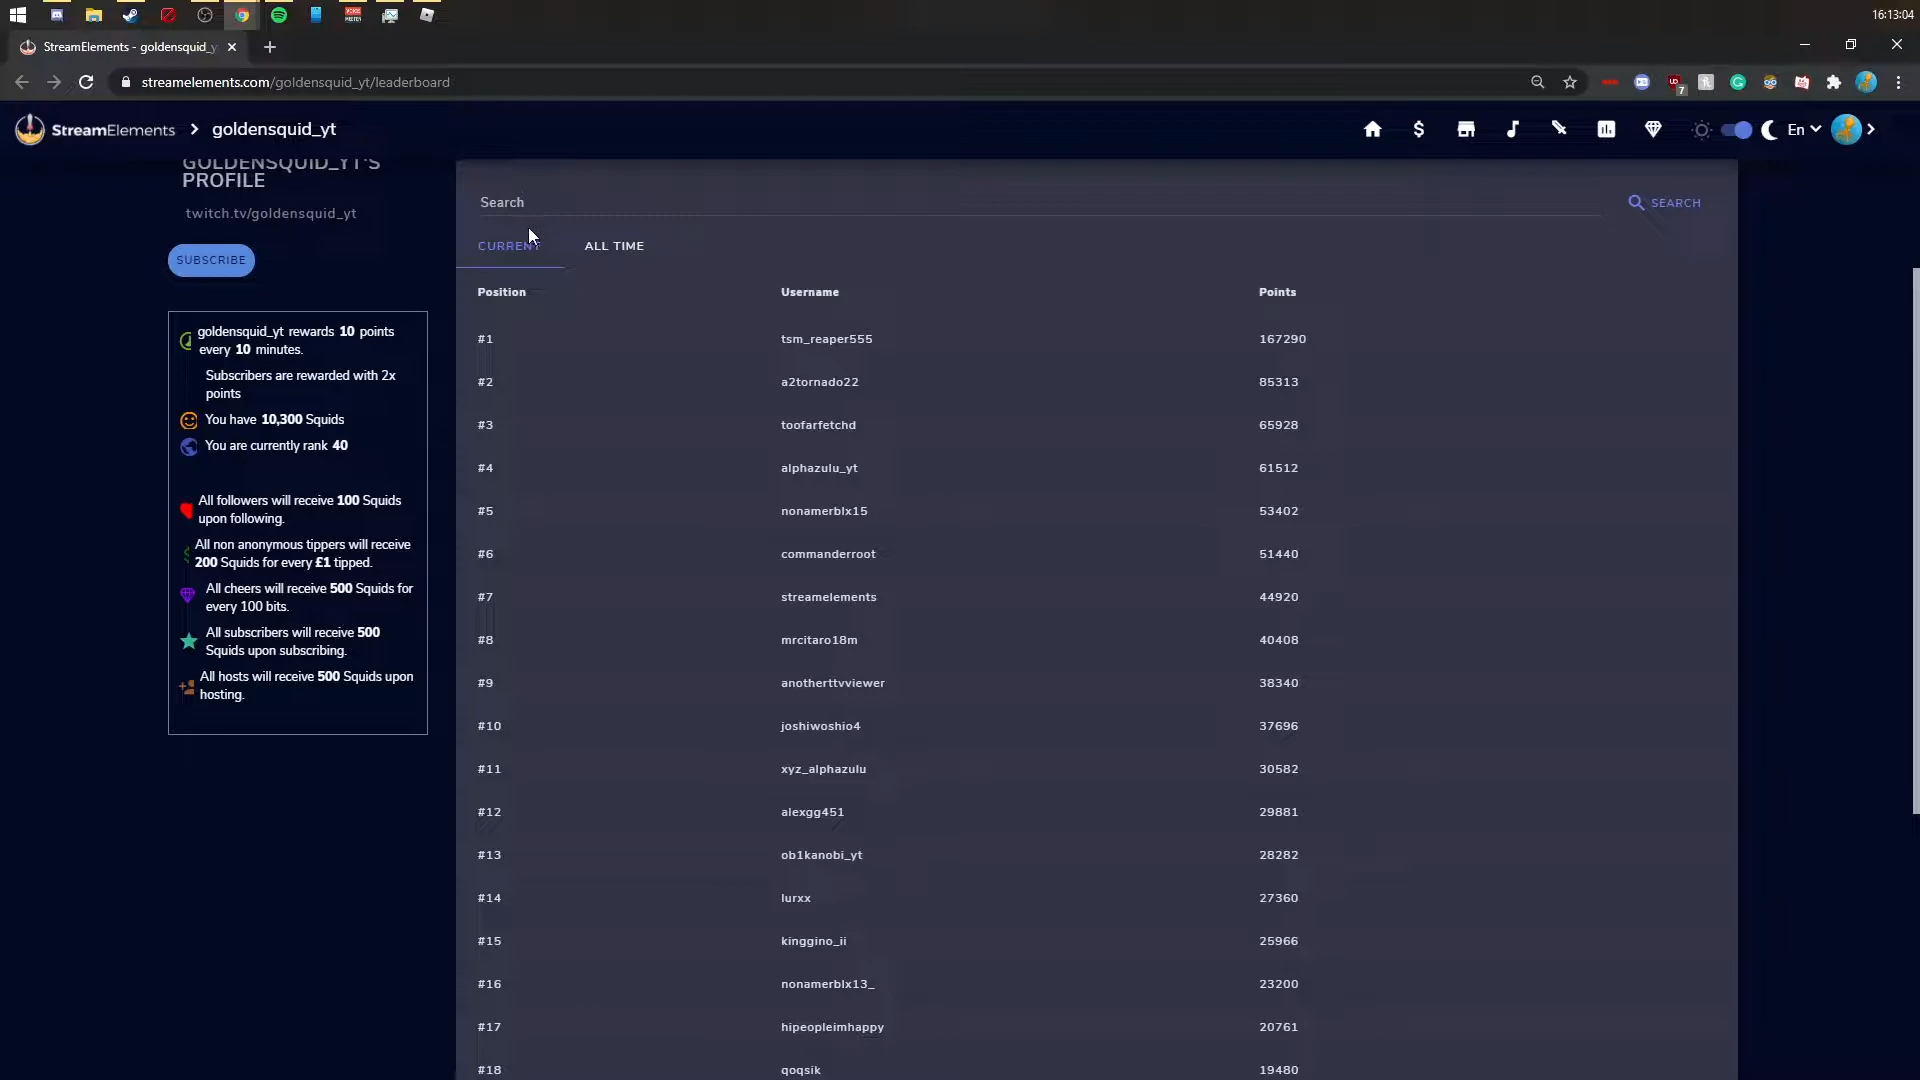 16:13:04
StreamElements - goldensquid_y
streamelements.com/goldensquid_yt/leaderboard
7
StreamElements > goldensquid_yt
En
GOLDENSQUID_YT'S
PROFILE
twitch.tv/goldensquid_yt
SUBSCRIBE
goldensquid_yt rewards 10 points
every 10 minutes.
Subscribers are rewarded with 2x
points
You have 10,300 Squids
You are currently rank 40
All followers will receive 100 Squids
upon following.
All non anonymous tippers will receive
200 Squids for every £1 tipped.
All cheers will receive 500 Squids for
every 100 bits.
All subscribers will receive 500
Squids upon subscribing.
All hosts will receive 500 Squids upon
hosting.
Search
SEARCH
CURRENT ALL TIME
Position Username Points
#1 tsm_reaper555 167290
#2 a2tornado22 85313
#3 toofarfetchd 65928
#4 alphazulu_yt 61512
#5 nonamerblx15 53402
#6 commanderroot 51440
#7 streamelements 44920
#8 mrcitaro18m 40408
#9 anotherttvviewer 38340
#10 joshiwoshio4 37696
#11 xyz_alphazulu 30582
#12 alexgg451 29881
#13 ob1kanobi_yt 28282
#14 lurxx 27360
#15 kinggino_ii 25966
#16 nonamerblx13_ 23200
#17 hipeopleimhappy 20761
#18 qoqsik 19480